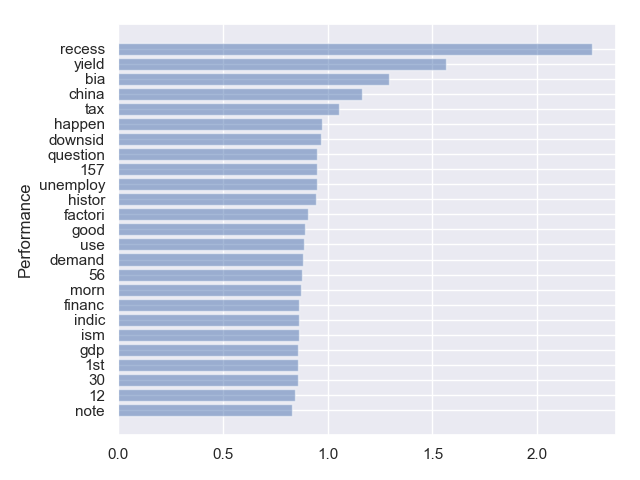 recess
yield
bia
china
tax
happen
downsid
question
157
unemploy
histor
factori
good
use
demand
56
morn
financ
indic
ism
gdp
1st
30
12
note
Performance
0.0 0.5 1.0 1.5 2.0